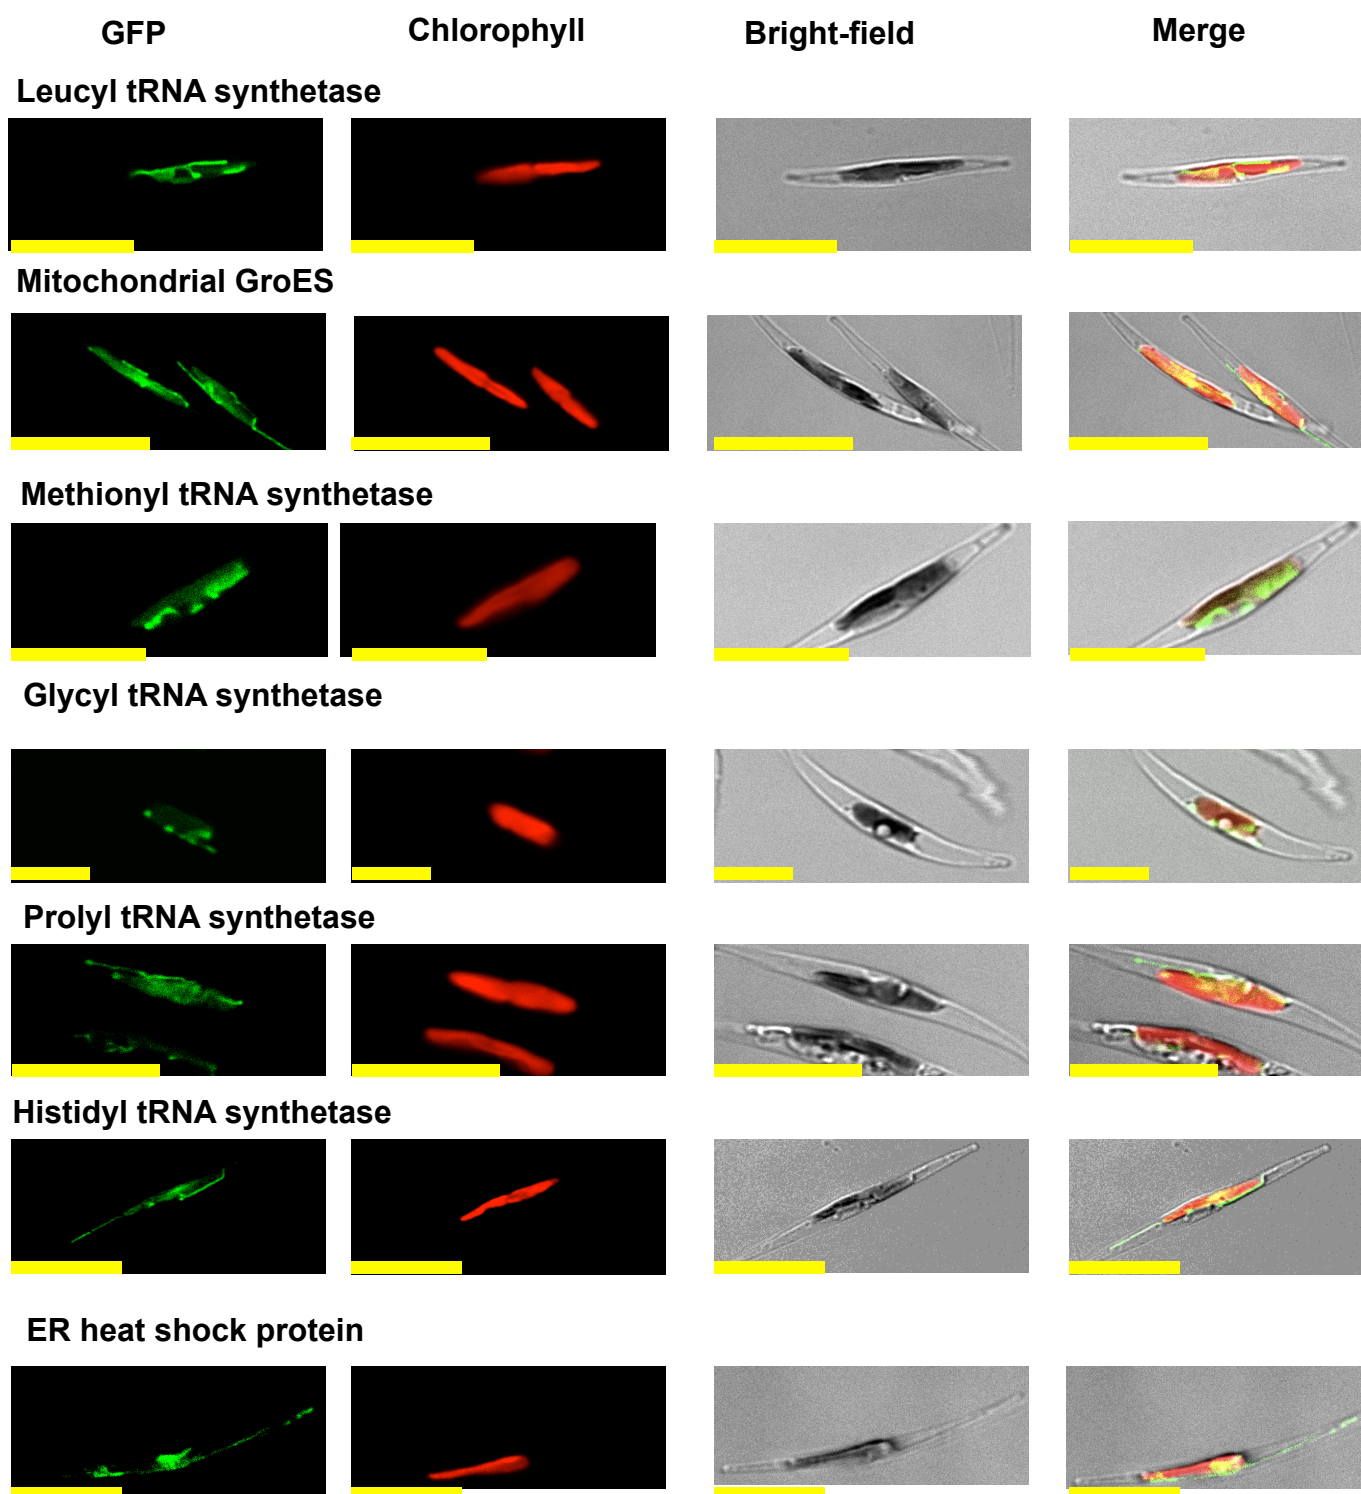 GFP Chlorophyll Bright-field Merge
Leucyl tRNA synthetase
Mitochondrial GroES
Methionyl tRNA synthetase
Glycyl tRNA synthetase
Prolyl tRNA synthetase
Histidyl tRNA synthetase
ER heat shock protein